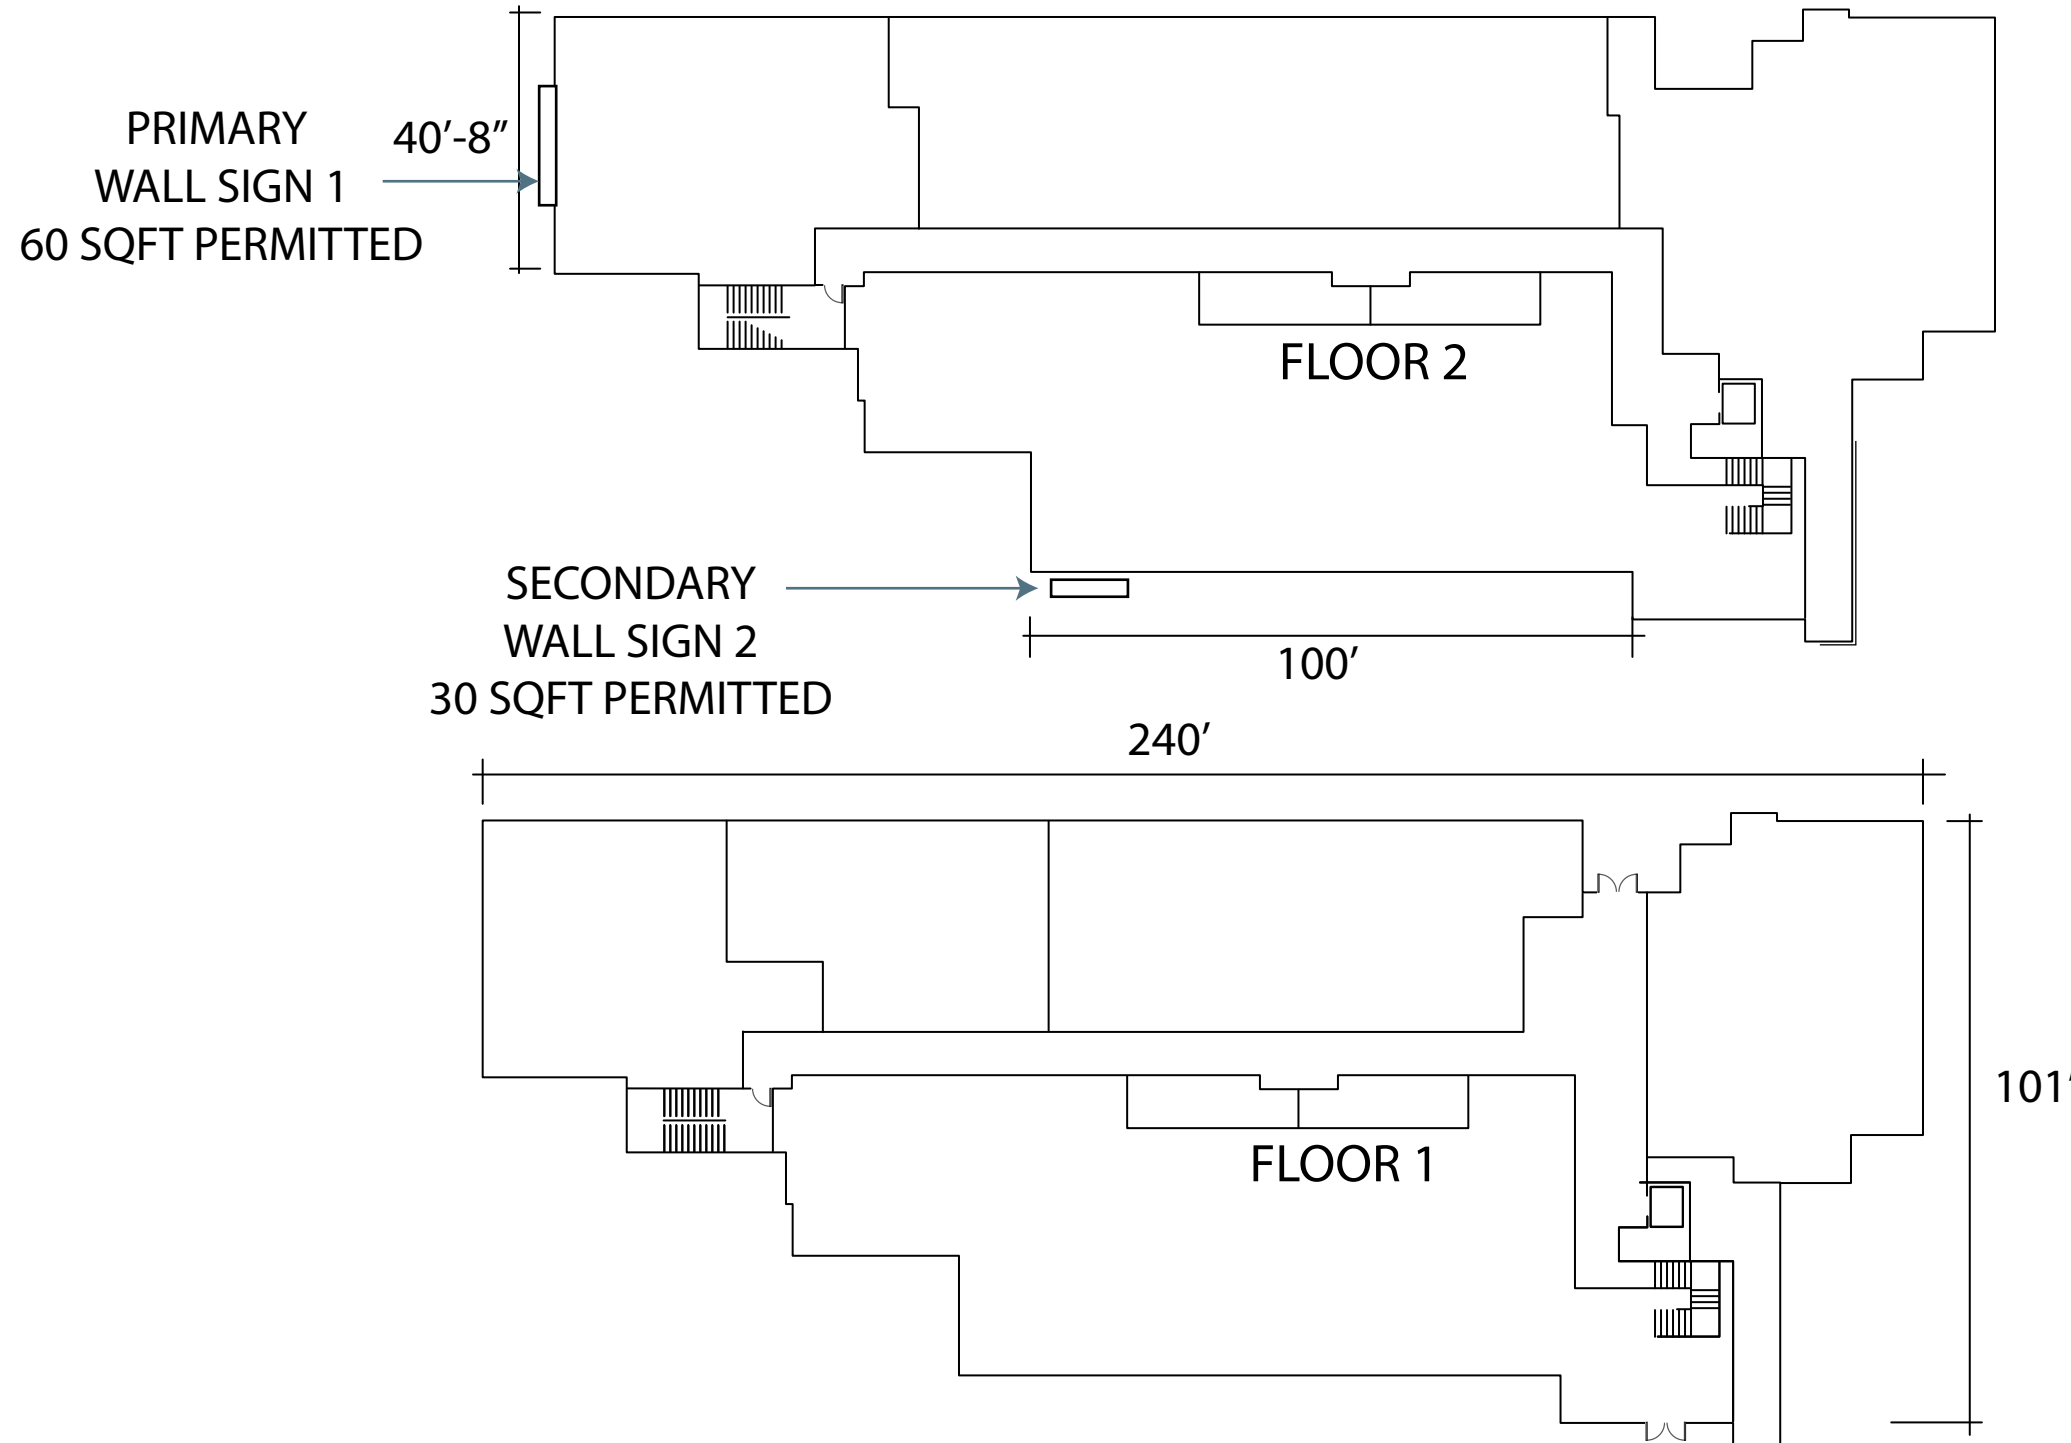 PRIMARY
WALL SIGN 1
60 SQFT PERMITTED
40’-8”
FLOOR 2
SECONDARY
WALL SIGN 2
30 SQFT PERMITTED
100’
240’
101’
FLOOR 1